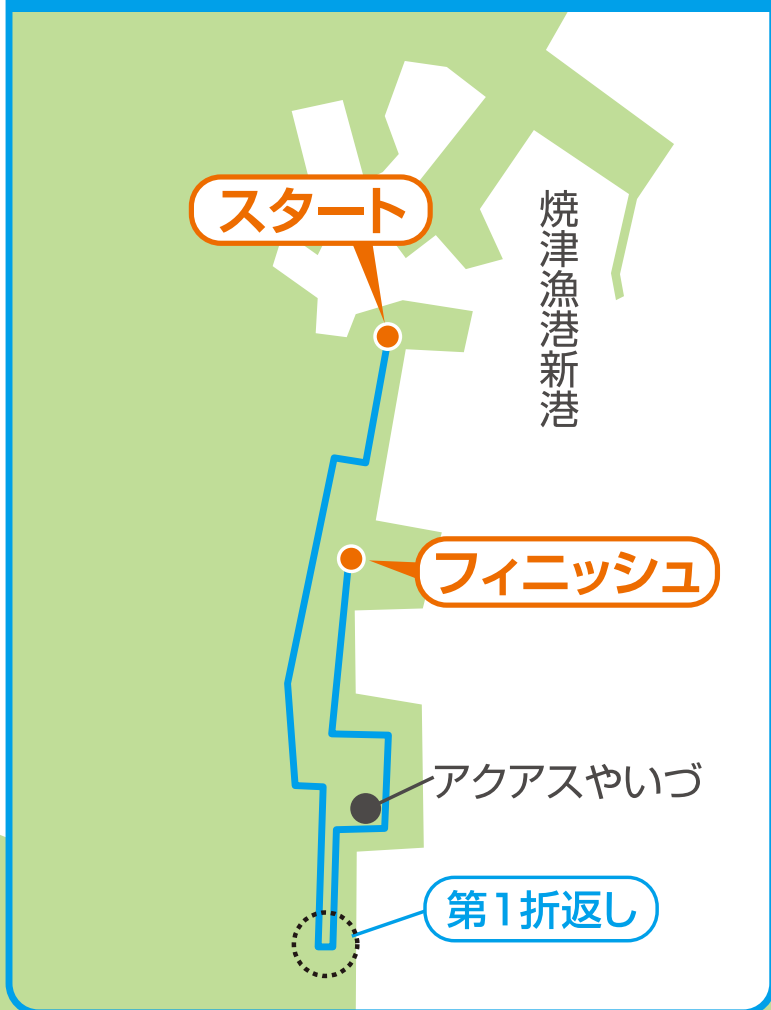 スタート
焼津漁港新港
フィニッシュ
アクアスやいづ
第1折返し